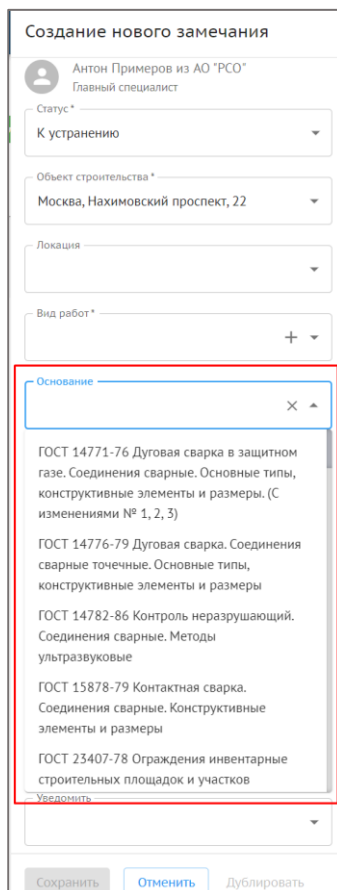 Создание нового замечания
Антон Примеров из АО "РСО"
Главный специалист
Статус *
К устранению
Объект строительства *
Москва, Нахимовский проспект, 22
Локация
Вид работ *
Основание
ГОСТ 14771-76 Дуговая сварка в защитном
газе. Соединения сварные. Основные типы,
конструктивные элементы и размеры. (С
изменениями № 1, 2, 3)
ГОСТ 14776-79 Дуговая сварка. Соединения
сварные точечные. Основные типы,
конструктивные элементы и размеры
ГОСТ 14782-86 Контроль неразрушающий.
Соединения сварные. Методы
ультразвуковые
ГОСТ 15878-79 Контактная сварка.
Соединения сварные. Конструктивные
элементы и размеры
ГОСТ 23407-78 Ограждения инвентарные
строительных площадок и участков
Уведомить
Сохранить Отменить Дублировать